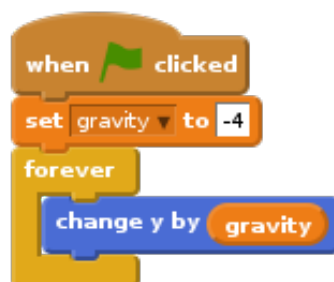 when clicked
set gravity to -4
forever
change y by gravity